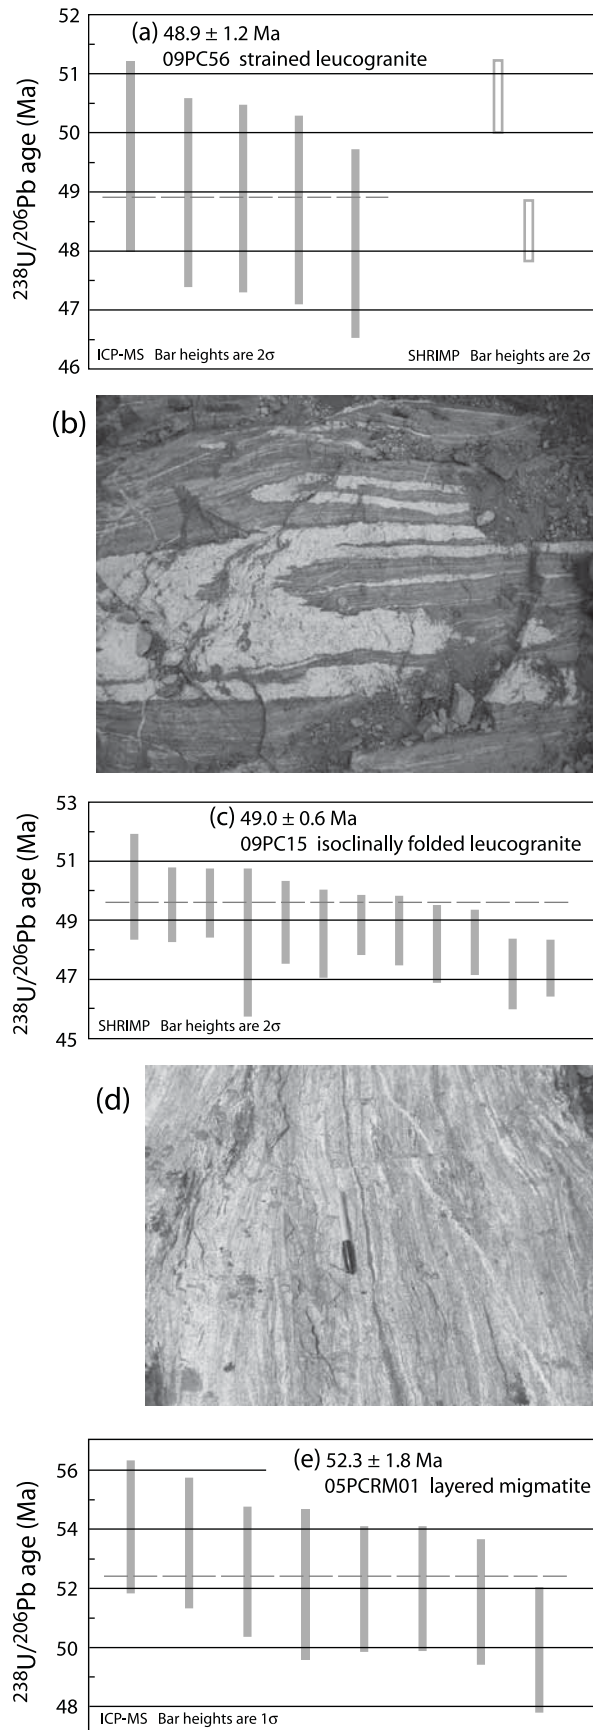 (a) 48.9 ± 1.2 Ma
09PC56 strained leucogranite
52
51
50
49
48
47
46
²³⁸U/²⁰⁶Pb age (Ma)
ICP-MS Bar heights are 2σ
SHRIMP Bar heights are 2σ
(b)
(c) 49.0 ± 0.6 Ma
09PC15 isoclinally folded leucogranite
53
51
49
47
45
²³⁸U/²⁰⁶Pb age (Ma)
SHRIMP Bar heights are 2σ
(d)
(e) 52.3 ± 1.8 Ma
05PCRM01 layered migmatite
56
54
52
50
48
²³⁸U/²⁰⁶Pb age (Ma)
ICP-MS Bar heights are 1σ